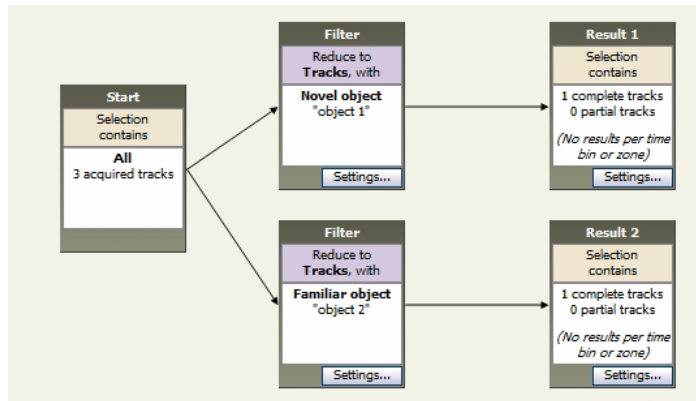 Start
Selection
contains
All
3 acquired tracks
Filter
Reduce to
Tracks, with
Novel object
"object 1"
Settings...
Result 1
Selection
contains
1 complete tracks
0 partial tracks
(No results per time
bin or zone)
Settings...
Filter
Reduce to
Tracks, with
Familiar object
"object 2"
Settings...
Result 2
Selection
contains
1 complete tracks
0 partial tracks
(No results per time
bin or zone)
Settings...